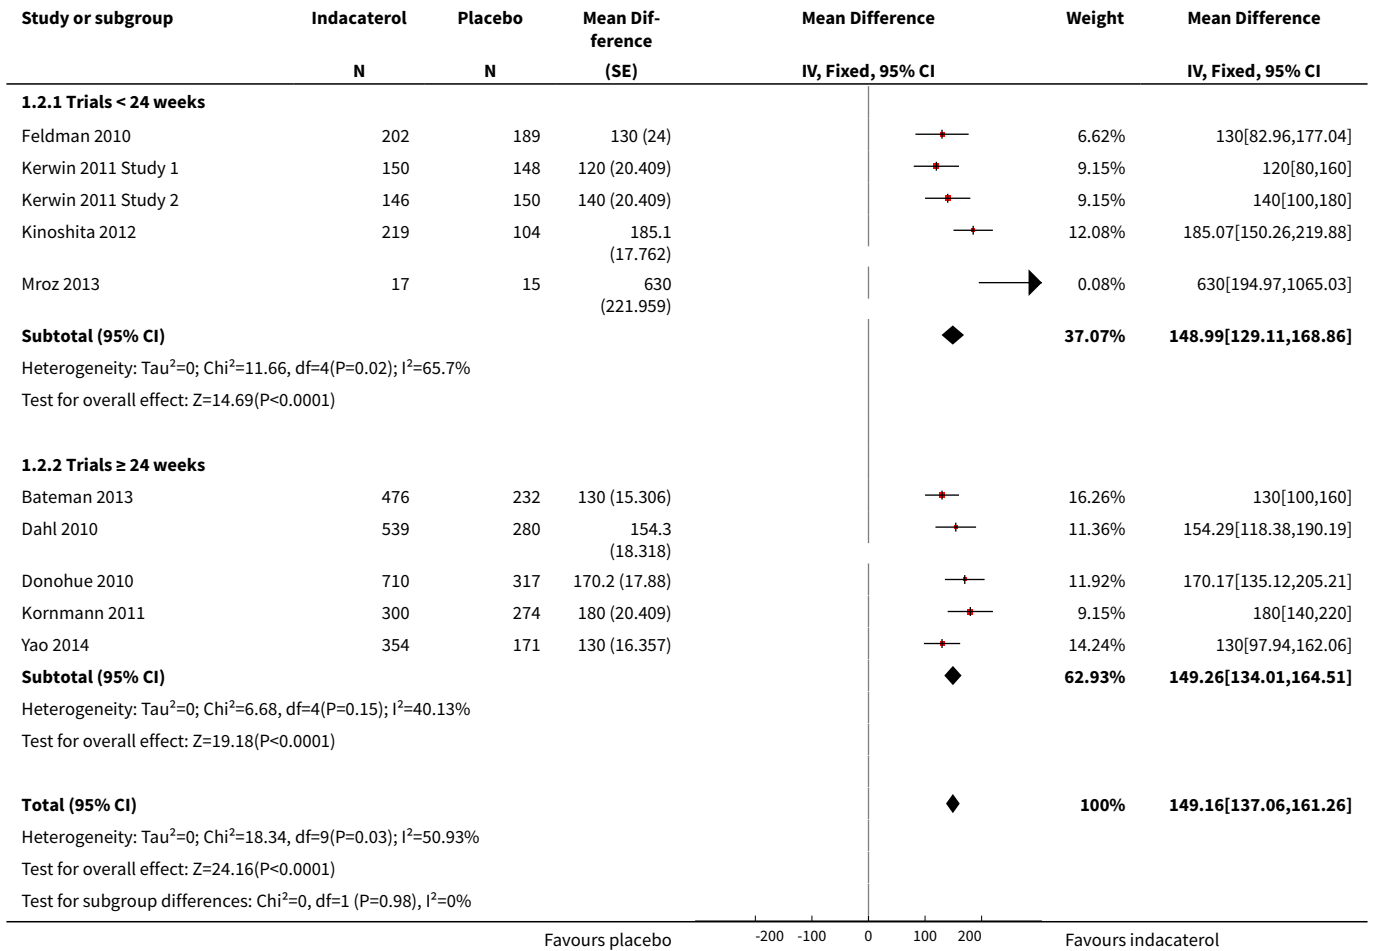 Study or subgroup Indacaterol Placebo Mean Dif- Mean Difference Weight Mean Difference
ference
N N (SE) IV, Fixed, 95% CI IV, Fixed, 95% CI
1.2.1 Trials < 24 weeks
Feldman 2010 202 189 130 (24) 6.62% 130[82.96,177.04]
Kerwin 2011 Study 1 150 148 120 (20.409) 9.15% 120[80,160]
Kerwin 2011 Study 2 146 150 140 (20.409) 9.15% 140[100,180]
Kinoshita 2012 219 104 185.1 12.08% 185.07[150.26,219.88]
(17.762)
Mroz 2013 17 15 630 0.08% 630[194.97,1065.03]
(221.959)
Subtotal (95% CI) 37.07% 148.99[129.11,168.86]
Heterogeneity: Tau²=0; Chi²=11.66, df=4(P=0.02); I²=65.7%
Test for overall effect: Z=14.69(P<0.0001)
1.2.2 Trials ≥ 24 weeks
Bateman 2013 476 232 130 (15.306) 16.26% 130[100,160]
Dahl 2010 539 280 154.3 11.36% 154.29[118.38,190.19]
(18.318)
Donohue 2010 710 317 170.2 (17.88) 11.92% 170.17[135.12,205.21]
Kornmann 2011 300 274 180 (20.409) 9.15% 180[140,220]
Yao 2014 354 171 130 (16.357) 14.24% 130[97.94,162.06]
Subtotal (95% CI) 62.93% 149.26[134.01,164.51]
Heterogeneity: Tau²=0; Chi²=6.68, df=4(P=0.15); I²=40.13%
Test for overall effect: Z=19.18(P<0.0001)
Total (95% CI) 100% 149.16[137.06,161.26]
Heterogeneity: Tau²=0; Chi²=18.34, df=9(P=0.03); I²=50.93%
Test for overall effect: Z=24.16(P<0.0001)
Test for subgroup differences: Chi²=0, df=1 (P=0.98), I²=0%
Favours placebo -200 -100 0 100 200 Favours indacaterol